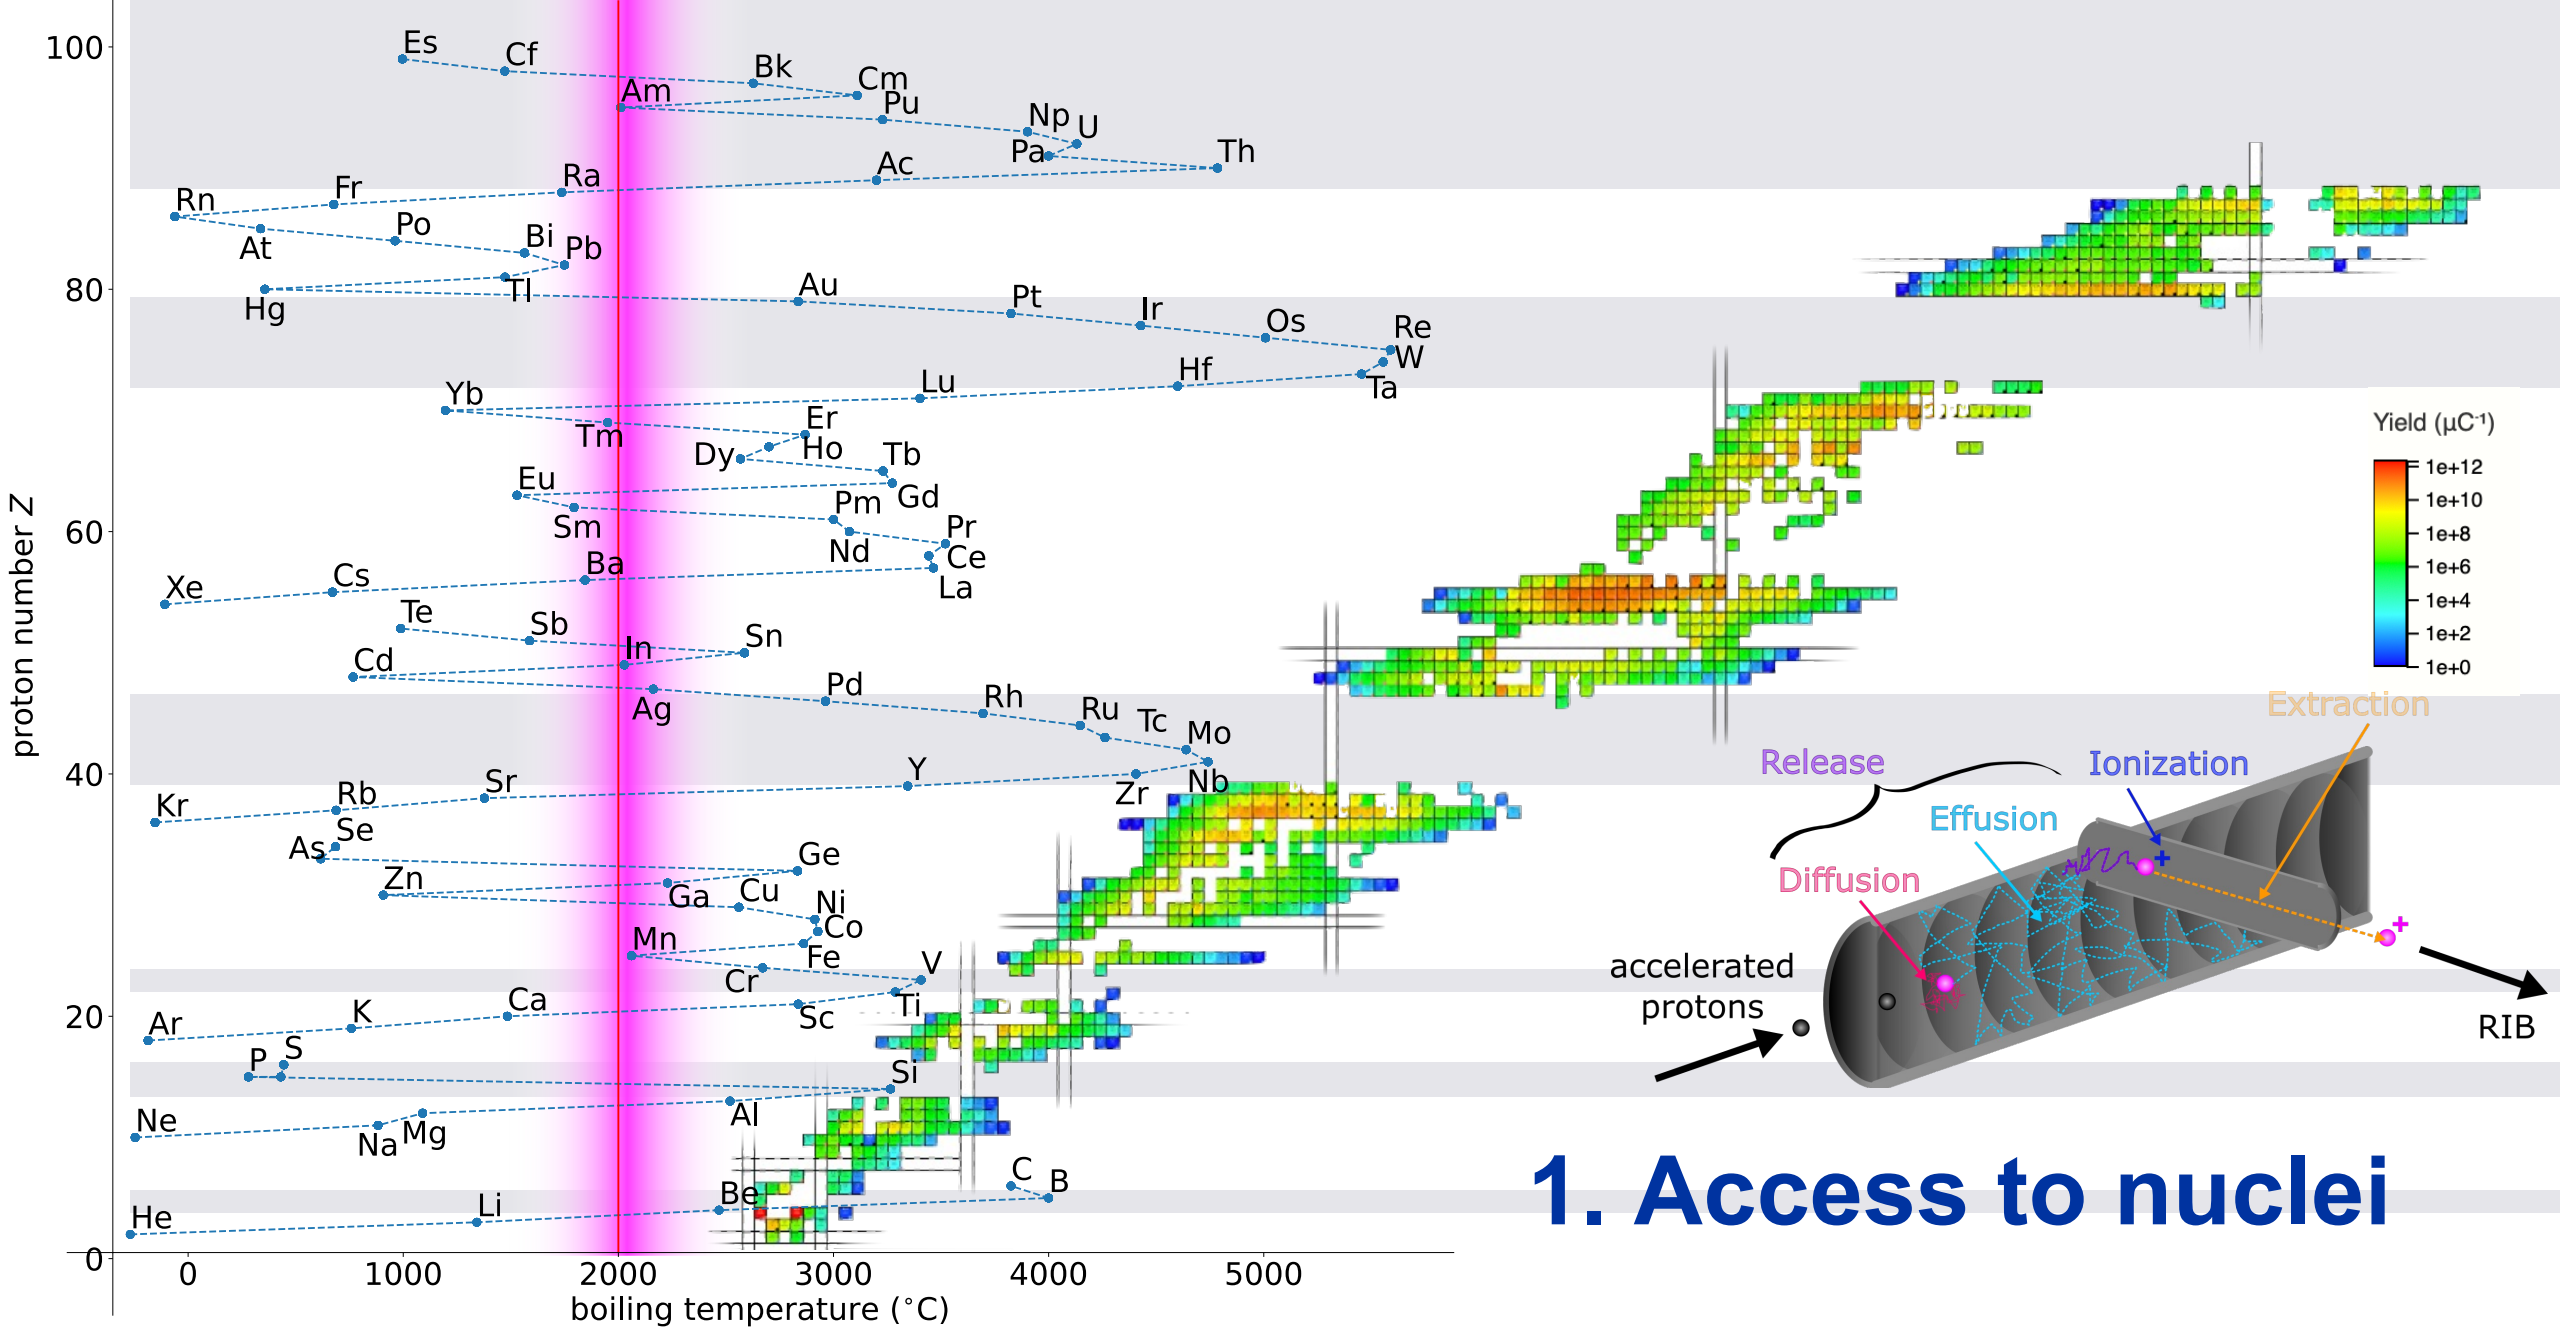 100
80
60
40
20
0
proton number Z
0
1000
2000
3000
4000
5000
boiling temperature (°C)
Es
Cf
Bk
Cm
Am
Pu
Np
U
Pa
Th
Ac
Ra
Fr
Rn
At
Po
Bi
Pb
Tl
Hg
Au
Pt
Ir
Os
Re
W
Ta
Hf
Lu
Yb
Tm
Er
Ho
Dy
Tb
Gd
Eu
Sm
Pm
Nd
Pr
Ce
La
Ba
Cs
Xe
Te
Sb
Sn
In
Cd
Ag
Pd
Rh
Ru
Tc
Mo
Nb
Zr
Y
Sr
Rb
Kr
Se
As
Ge
Ga
Zn
Cu
Ni
Co
Fe
Mn
Cr
V
Ti
Sc
Ca
K
Ar
S
P
Si
Al
Mg
Na
Ne
C
B
Be
Li
He
Yield (µC⁻¹)
1e+12
1e+10
1e+8
1e+6
1e+4
1e+2
1e+0
Extraction
Release
Ionization
Effusion
Diffusion
+
+
accelerated
protons
RIB
1. Access to nuclei